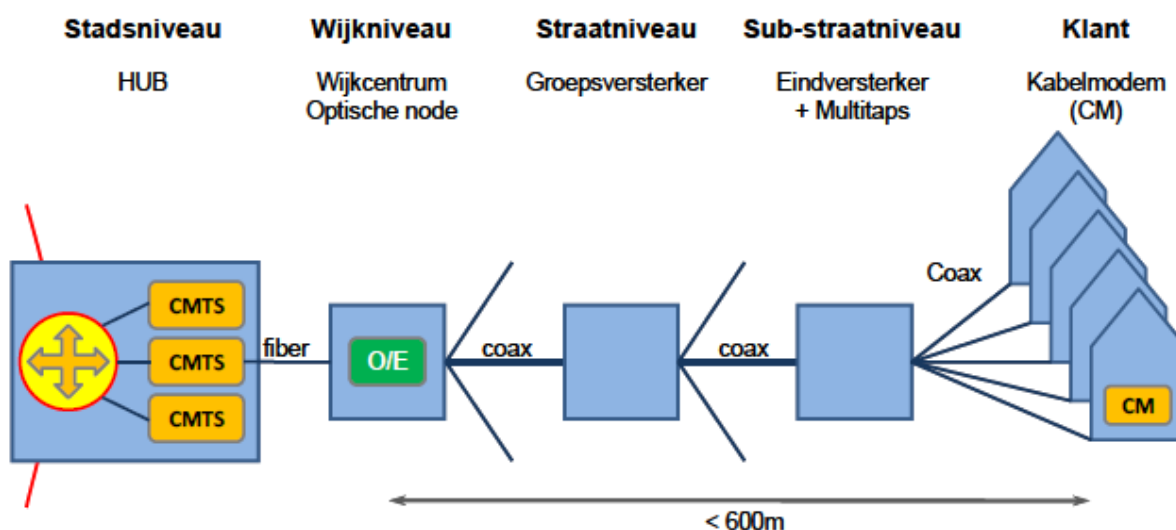 Stadsniveau
HUB
Wijkniveau
Wijkcentrum
Optische node
Straatniveau
Groepsversterker
Sub-straatniveau
Eindversterker
+ Multitaps
Klant
Kabelmodem
(CM)
CMTS
CMTS
CMTS
fiber
O/E
coax
coax
Coax
CM
< 600m